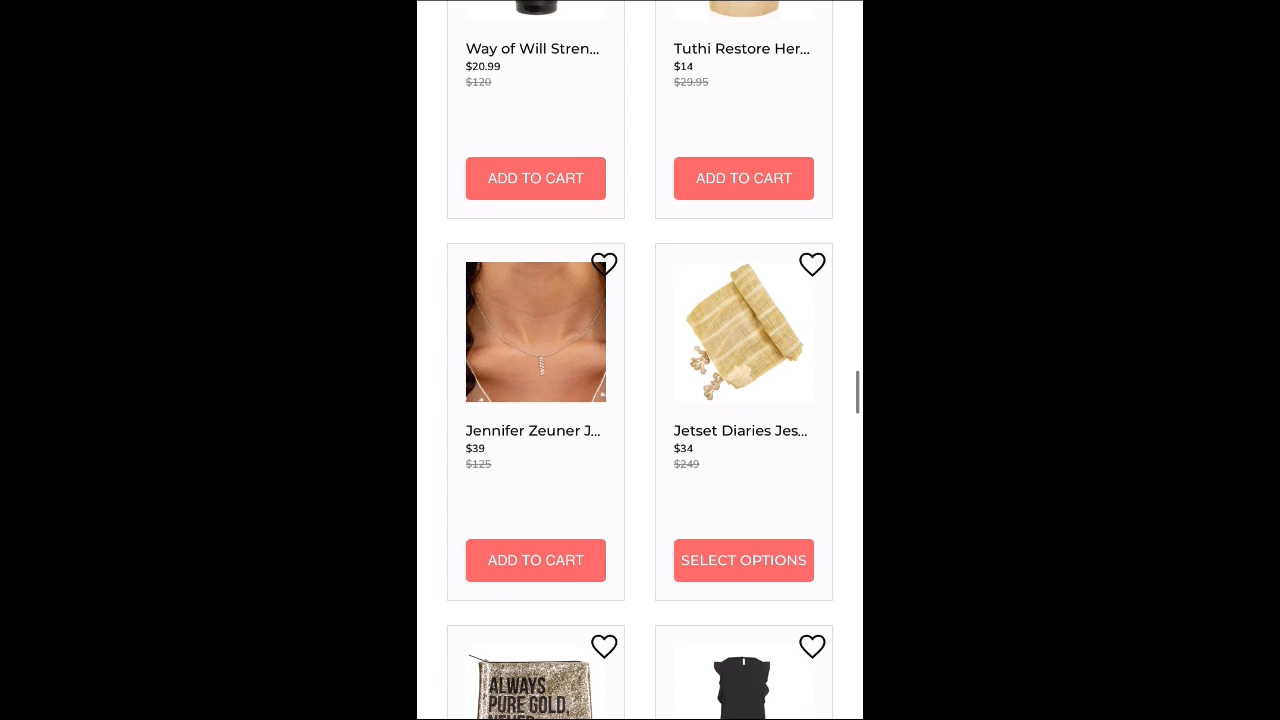 Way of Will Stren...
$20.99
$120
ADD TO CART
Tuthi Restore Her...
$14
$29.95
ADD TO CART
Jennifer Zeuner J...
$39
$125
ADD TO CART
Jetset Diaries Jes...
$34
$249
SELECT OPTIONS
ALWAYS
PURE GOLD,
NEVER